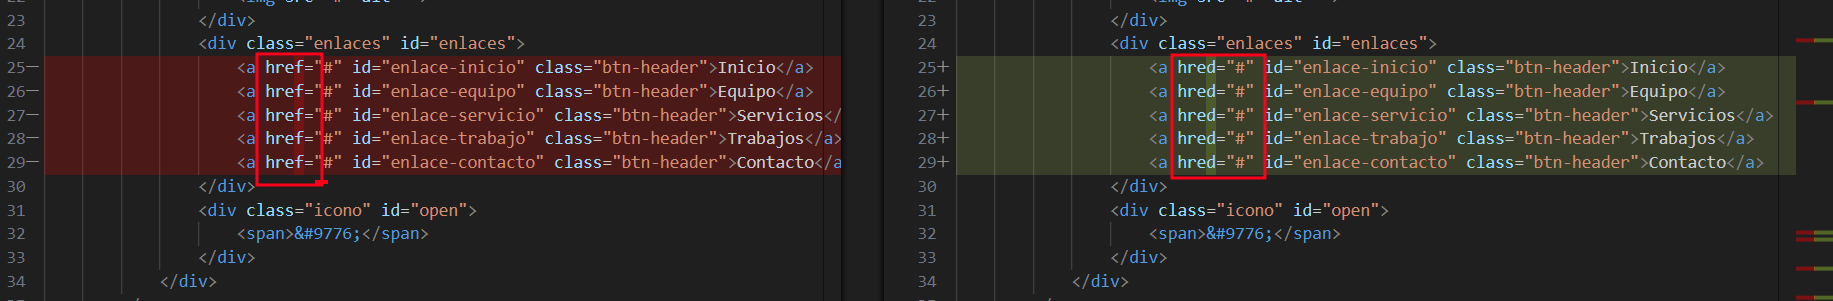 23 </div>
24 <div class="enlaces" id="enlaces">
25— <a href="#" id="enlace-inicio" class="btn-header">Inicio</a>
26— <a href="#" id="enlace-equipo" class="btn-header">Equipo</a>
27— <a href="#" id="enlace-servicio" class="btn-header">Servicios</
28— <a href="#" id="enlace-trabajo" class="btn-header">Trabajos</a>
29— <a href="#" id="enlace-contacto" class="btn-header">Contacto</a
30 </div>
31 <div class="icono" id="open">
32 <span>&#9776;</span>
33 </div>
34 </div>
23 </div>
24 <div class="enlaces" id="enlaces">
25+ <a hred="#" id="enlace-inicio" class="btn-header">Inicio</a>
26+ <a hred="#" id="enlace-equipo" class="btn-header">Equipo</a>
27+ <a hred="#" id="enlace-servicio" class="btn-header">Servicios</a>
28+ <a hred="#" id="enlace-trabajo" class="btn-header">Trabajos</a>
29+ <a hred="#" id="enlace-contacto" class="btn-header">Contacto</a>
30 </div>
31 <div class="icono" id="open">
32 <span>&#9776;</span>
33 </div>
34 </div>